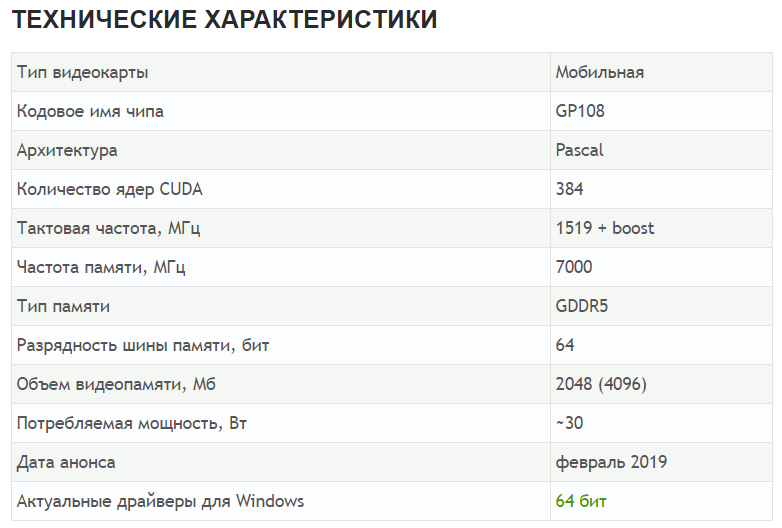 ТЕХНИЧЕСКИЕ ХАРАКТЕРИСТИКИ
Тип видеокарты Мобильная
Кодовое имя чипа GP108
Архитектура Pascal
Количество ядер CUDA 384
Тактовая частота, МГц 1519 + boost
Частота памяти, МГц 7000
Тип памяти GDDR5
Разрядность шины памяти, бит 64
Объем видеопамяти, Мб 2048 (4096)
Потребляемая мощность, Вт ~30
Дата анонса февраль 2019
Актуальные драйверы для Windows 64 бит